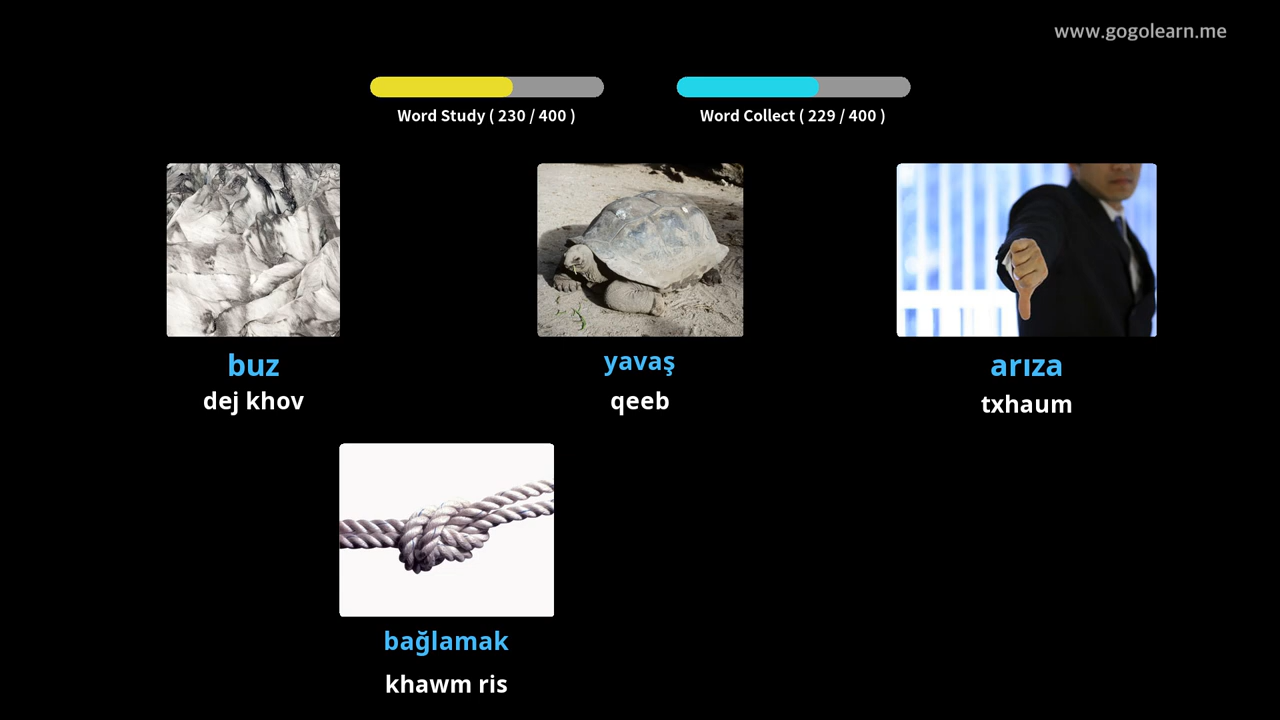 www.gogolearn.me
Word Study ( 230 / 400 )
Word Collect ( 229 / 400 )
buz
dej khov
yavaş
qeeb
arıza
txhaum
bağlamak
khawm ris